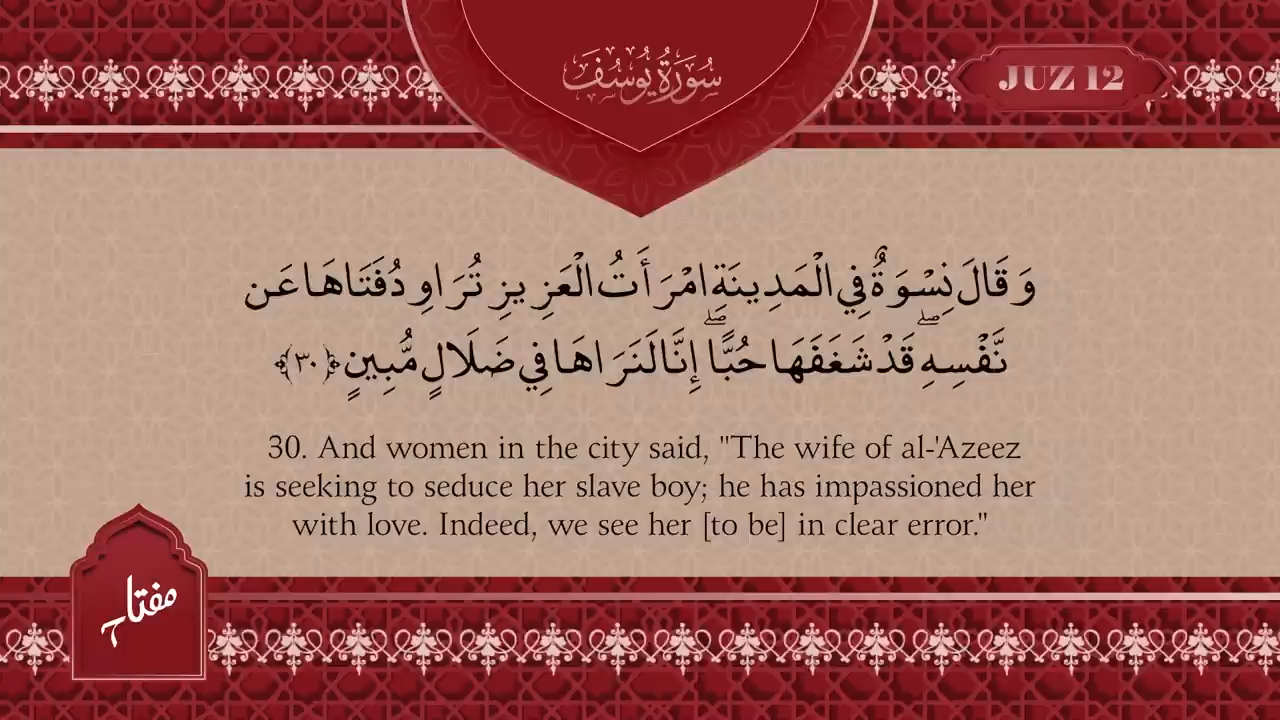 سُورَةُ يُوسُفَ
JUZ 12
وَقَالَ نِسْوَةٌ فِي الْمَدِينَةِ امْرَأَتُ الْعَزِيزِ تُرَاوِدُ فَتَاهَا عَن
نَّفْسِهِ ۖ قَدْ شَغَفَهَا حُبًّا ۖ إِنَّا لَنَرَاهَا فِي ضَلَالٍ مُّبِينٍ ﴿٣٠﴾
30. And women in the city said, "The wife of al-'Azeez
is seeking to seduce her slave boy; he has impassioned her
with love. Indeed, we see her [to be] in clear error."
مفتاح